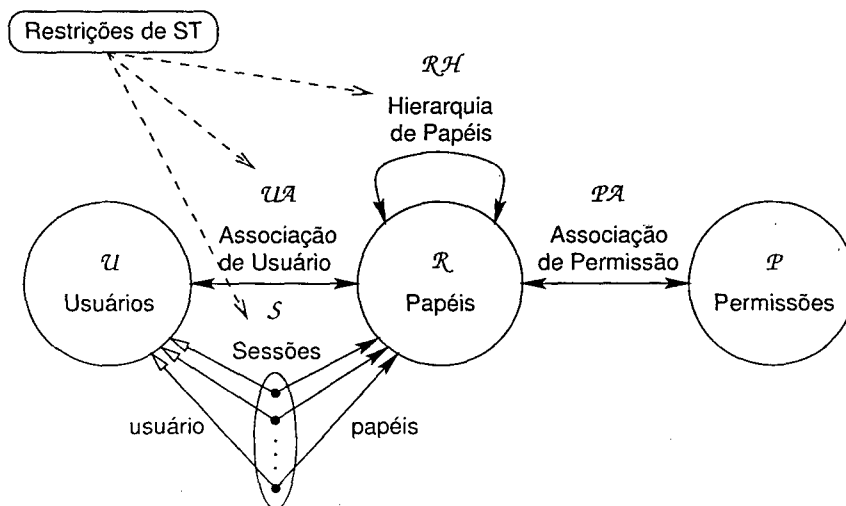 Restrições de ST
RH
Hierarquia
de Papéis
UA
Associação
de Usuário
PA
Associação
de Permissão
U
Usuários
R
Papéis
P
Permissões
S
Sessões
usuário
papéis